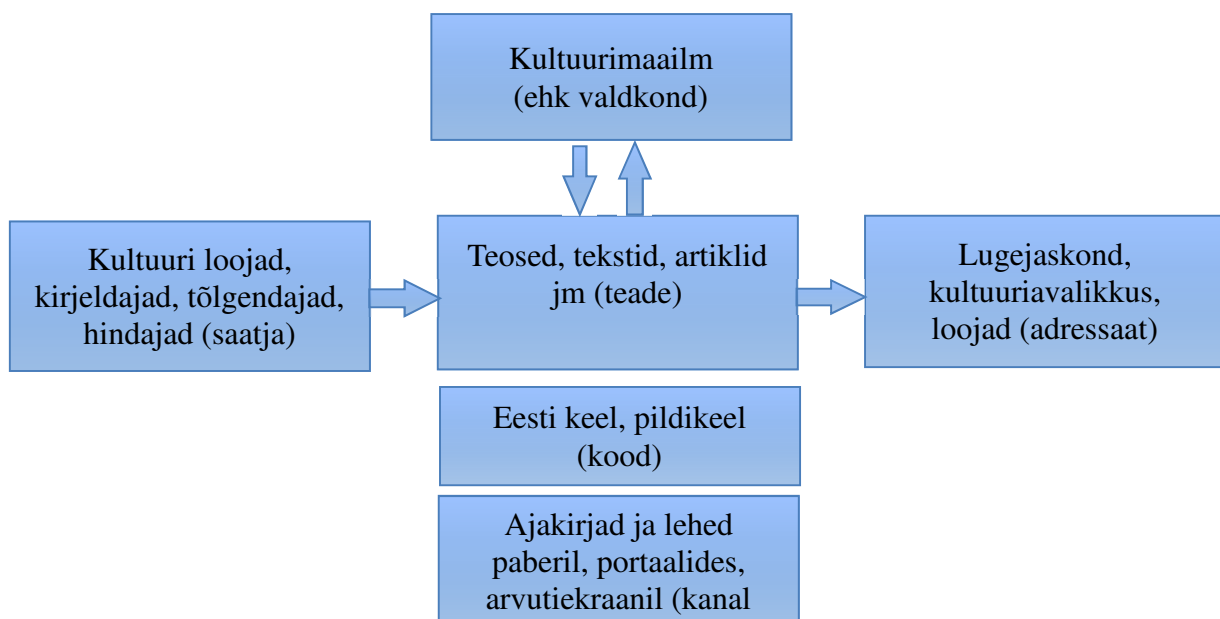 Kultuurimaailm
(ehk valdkond)
Kultuuri loojad,
kirjeldajad, tõlgendajad,
hindajad (saatja)
Teosed, tekstid, artiklid
jm (teade)
Lugejaskond,
kultuuriavalikkus,
loojad (adressaat)
Eesti keel, pildikeel
(kood)
Ajakirjad ja lehed
paberil, portaalides,
arvutiekraanil (kanal